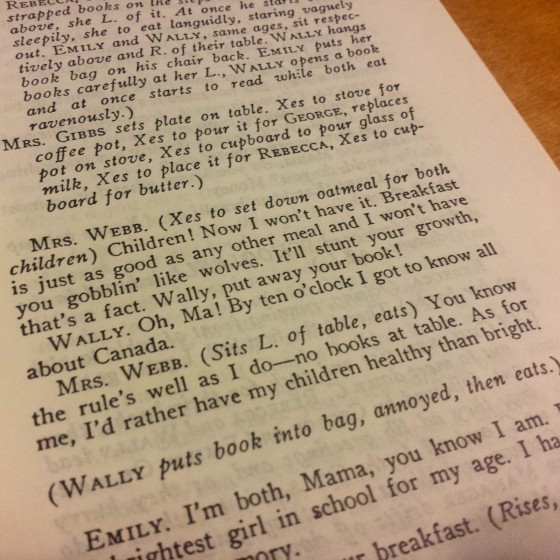 REBECCA,
strapped books on the
above, she L. of it. At once he starts
sleepily, she to eat languidly, staring vaguely
out. EMILY and WALLY, same ages, sit respec-
tively above and R. of their table. WALLY hangs
book bag on his chair back. EMILY puts her
books carefully at her L., WALLY opens a book
and at once starts to read while both eat
ravenously.)
MRS. GIBBS sets plate on table. Xes to stove for
coffee pot, Xes to pour it for GEORGE, replaces
pot on stove, Xes to cupboard to pour glass of
milk, Xes to place it for REBECCA, Xes to cup-
board for butter.)
MRS. WEBB. (Xes to set down oatmeal for both
children) Children! Now I won't have it. Breakfast
is just as good as any other meal and I won't have
you gobblin' like wolves. It'll stunt your growth,
that's a fact. Wally, put away your book!
WALLY. Oh, Ma! By ten o'clock I got to know all
about Canada.
MRS. WEBB. (Sits L. of table, eats) You know
the rule's well as I do—no books at table. As for
me, I'd rather have my children healthy than bright.
(WALLY puts book into bag, annoyed, then eats.)
EMILY. I'm both, Mama, you know I am.
brightest girl in school for my age. I
breakfast. (Rises,